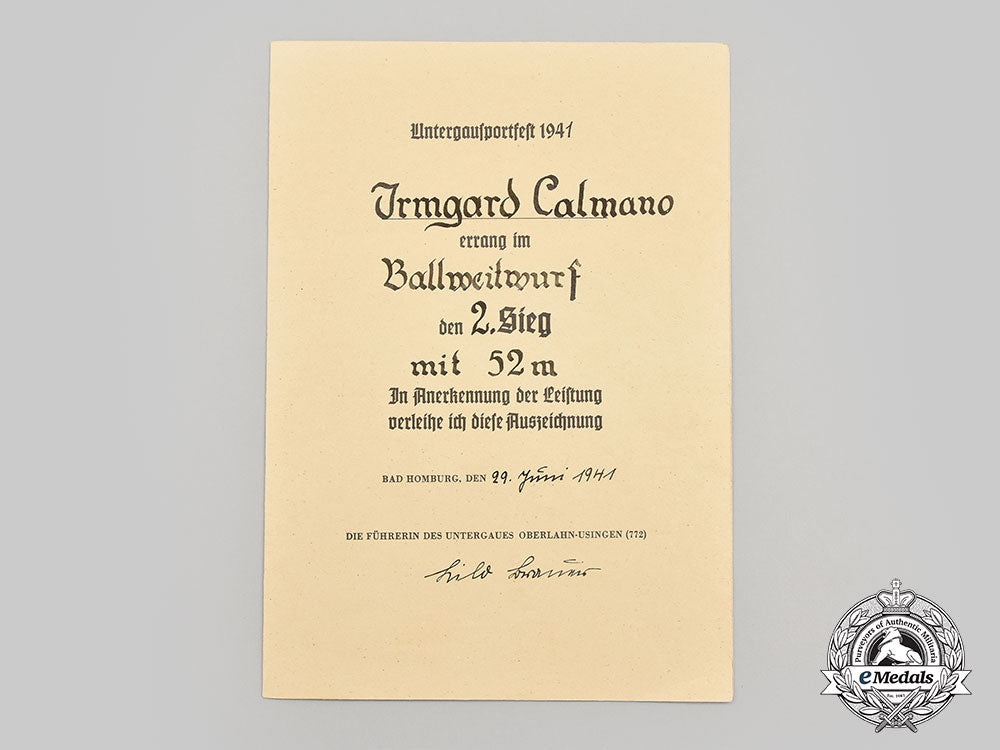 Untergausportfest 1941
Irmgard Calmano
errang im
Ballweitwurf
den 2. Sieg
mit 52 m
In Anerkennung der Leistung
verleihe ich diese Auszeichnung
BAD HOMBURG, DEN 29. Juni 1941
DIE FÜHRERIN DES UNTERGAUES OBERLAHN-USINGEN (772)
Hild Brauer
Purveyors of Authentic Militaria
eMedals